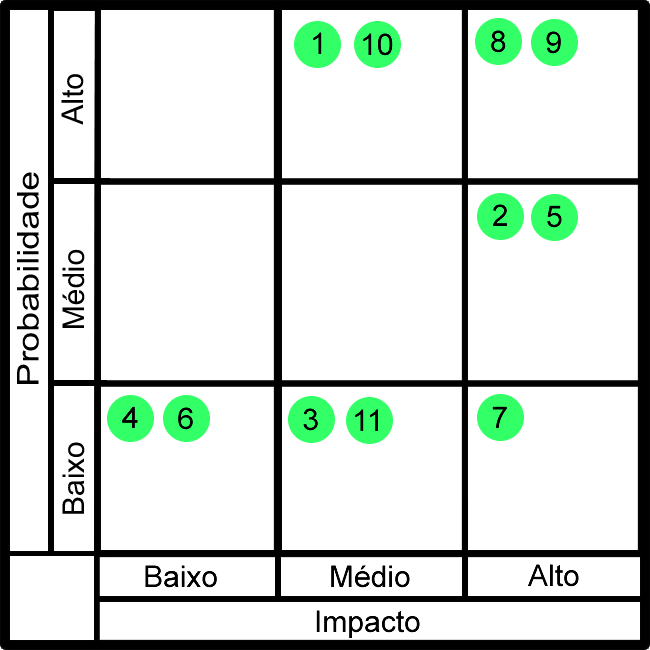 Probabilidade
Alto
1 10
8 9
Médio
2 5
Baixo
4 6
3 11
7
Baixo
Médio
Alto
Impacto